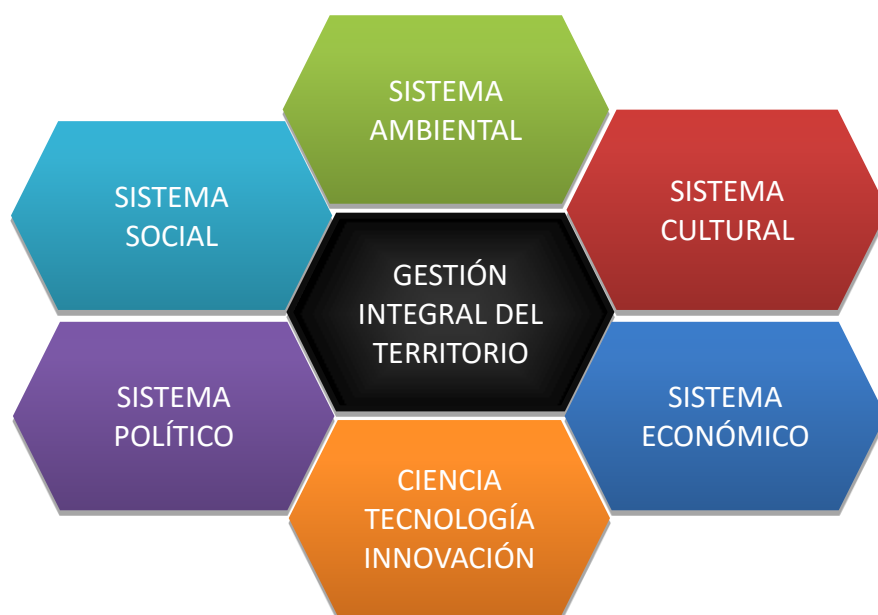 SISTEMA
AMBIENTAL
SISTEMA
SOCIAL
SISTEMA
CULTURAL
GESTIÓN
INTEGRAL DEL
TERRITORIO
SISTEMA
POLÍTICO
SISTEMA
ECONÓMICO
CIENCIA
TECNOLOGÍA
INNOVACIÓN